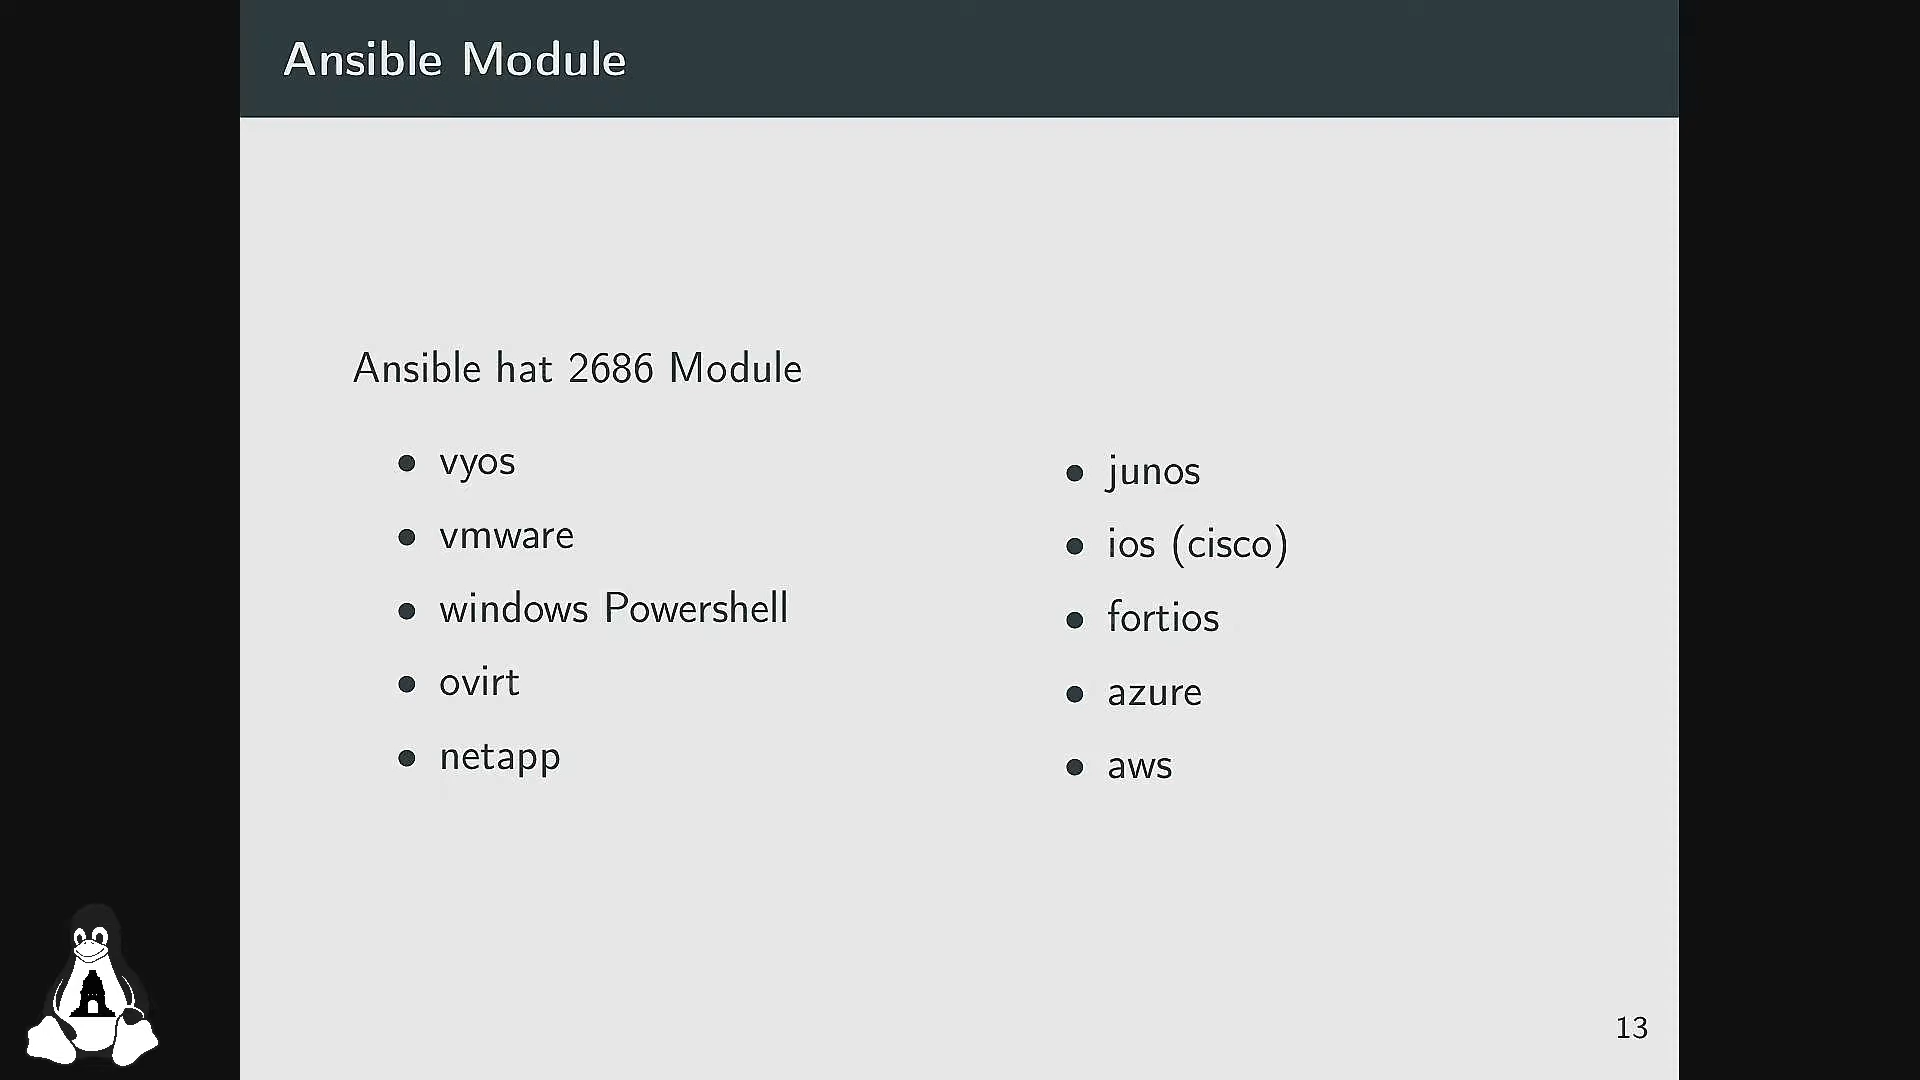 Ansible Module
Ansible hat 2686 Module
vyos
vmware
windows Powershell
ovirt
netapp
junos
ios (cisco)
fortios
azure
aws
13